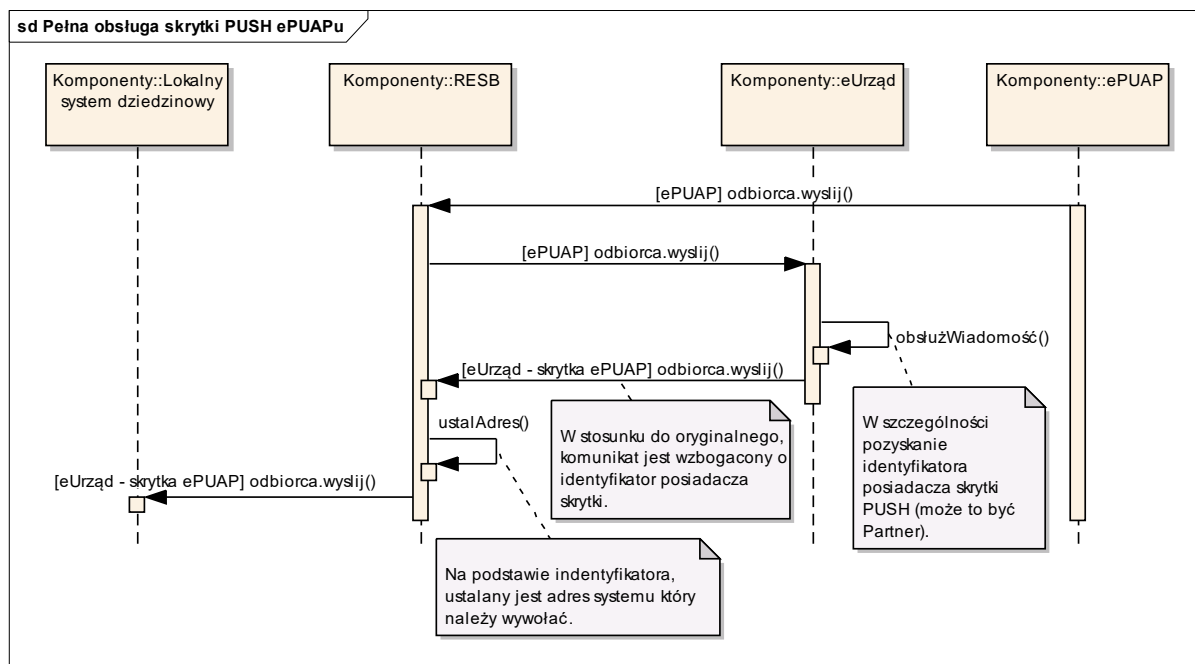 sd Pełna obsługa skrytki PUSH ePUAPu
Komponenty::Lokalny
system dziedzinowy
Komponenty::RESB
Komponenty::eUrząd
Komponenty::ePUAP
[ePUAP] odbiorca.wyslij()
[ePUAP] odbiorca.wyslij()
obsłużWiadomość()
[eUrząd - skrytka ePUAP] odbiorca.wyslij()
W szczególności
pozyskanie
identyfikatora
posiadacza skrytki
PUSH (może to być
Partner).
W stosunku do oryginalnego,
komunikat jest wzbogacony o
identyfikator posiadacza
skrytki.
ustalAdres()
[eUrząd - skrytka ePUAP] odbiorca.wyslij()
Na podstawie indentyfikatora,
ustalany jest adres systemu który
należy wywołać.